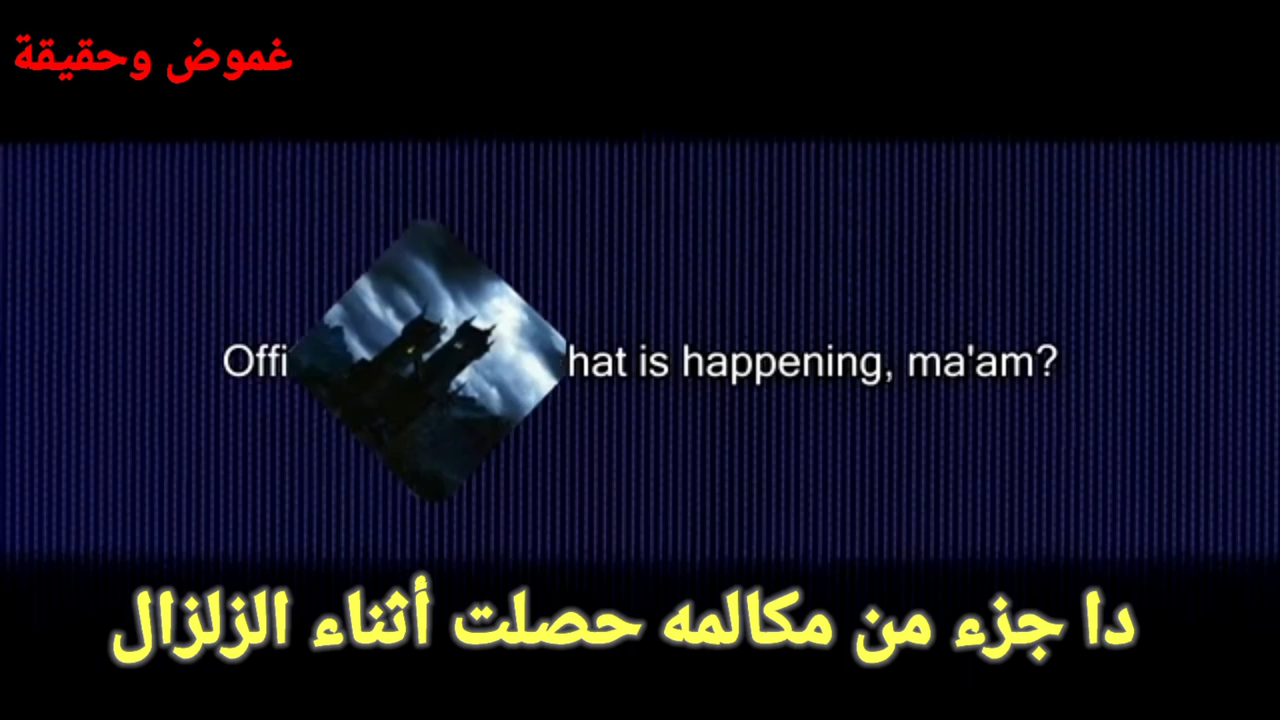 غموض وحقيقة
Offi hat is happening, ma'am?
دا جزء من مكالمه حصلت أثناء الزلزال